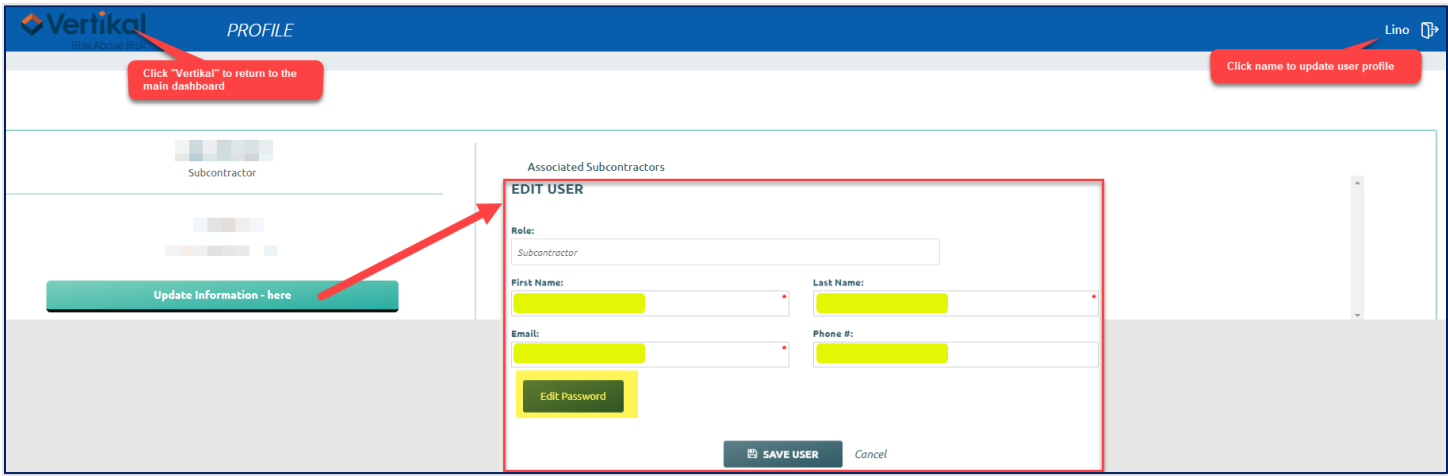 Vertikal
Rise Above Risk
PROFILE
Lino
Click "Vertikal" to return to the
main dashboard
Click name to update user profile
Subcontractor
Update Information - here
Associated Subcontractors
EDIT USER
Role:
Subcontractor
First Name:
*
Last Name:
*
Email:
*
Phone #:
Edit Password
SAVE USER
Cancel